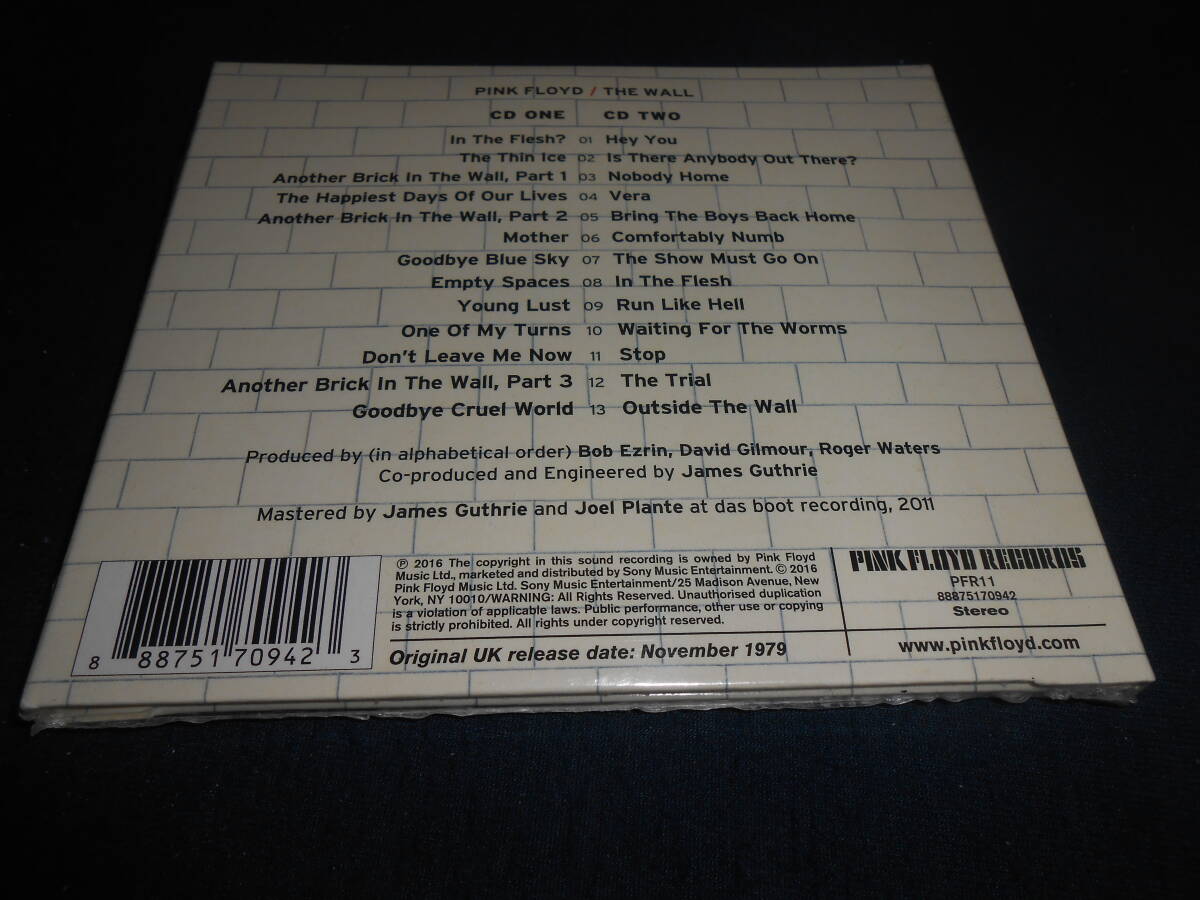 PINK FLOYD / THE WALL
CD ONE CD TWO
In The Flesh? 01 Hey You
The Thin Ice 02 Is There Anybody Out There?
Another Brick In The Wall, Part 1 03 Nobody Home
The Happiest Days Of Our Lives 04 Vera
Another Brick In The Wall, Part 2 05 Bring The Boys Back Home
Mother 06 Comfortably Numb
Goodbye Blue Sky 07 The Show Must Go On
Empty Spaces 08 In The Flesh
Young Lust 09 Run Like Hell
One Of My Turns 10 Waiting For The Worms
Don't Leave Me Now 11 Stop
Another Brick In The Wall, Part 3 12 The Trial
Goodbye Cruel World 13 Outside The Wall
Produced by (in alphabetical order) Bob Ezrin, David Gilmour, Roger Waters
Co-produced and Engineered by James Guthrie
Mastered by James Guthrie and Joel Plante at das boot recording, 2011
8 88751 70942 3
℗ 2016 The copyright in this sound recording is owned by Pink Floyd
Music Ltd., marketed and distributed by Sony Music Entertainment. © 2016
Pink Floyd Music Ltd. Sony Music Entertainment/25 Madison Avenue, New
York, NY 10010/WARNING: All Rights Reserved. Unauthorised duplication
is a violation of applicable laws. Public performance, other use or copying
is strictly prohibited. All rights under copyright reserved.
Original UK release date: November 1979
PINK FLOYD RECORDS
PFR11
88875170942
Stereo
www.pinkfloyd.com